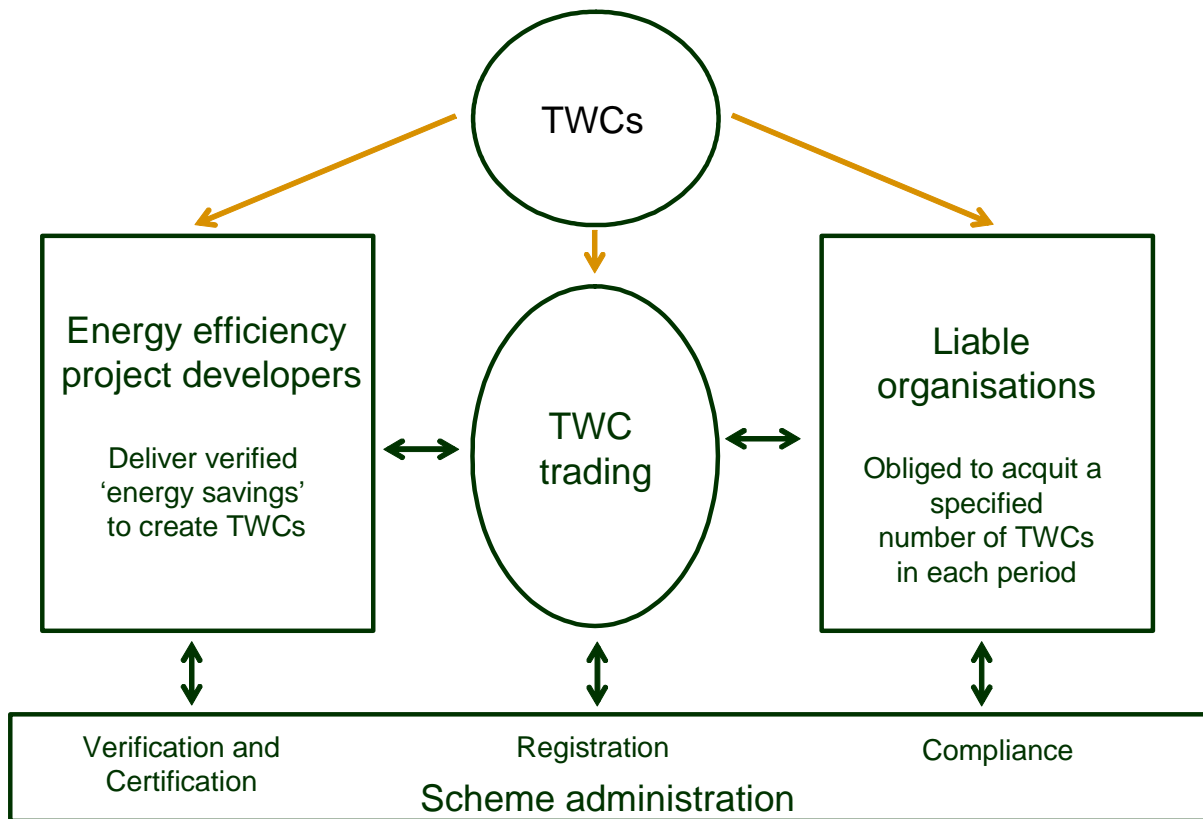 TWCs
Energy efficiency
project developers
Deliver verified
‘energy savings’
to create TWCs
TWC
trading
Liable
organisations
Obliged to acquit a
specified
number of TWCs
in each period
Verification and
Certification
Registration
Compliance
Scheme administration